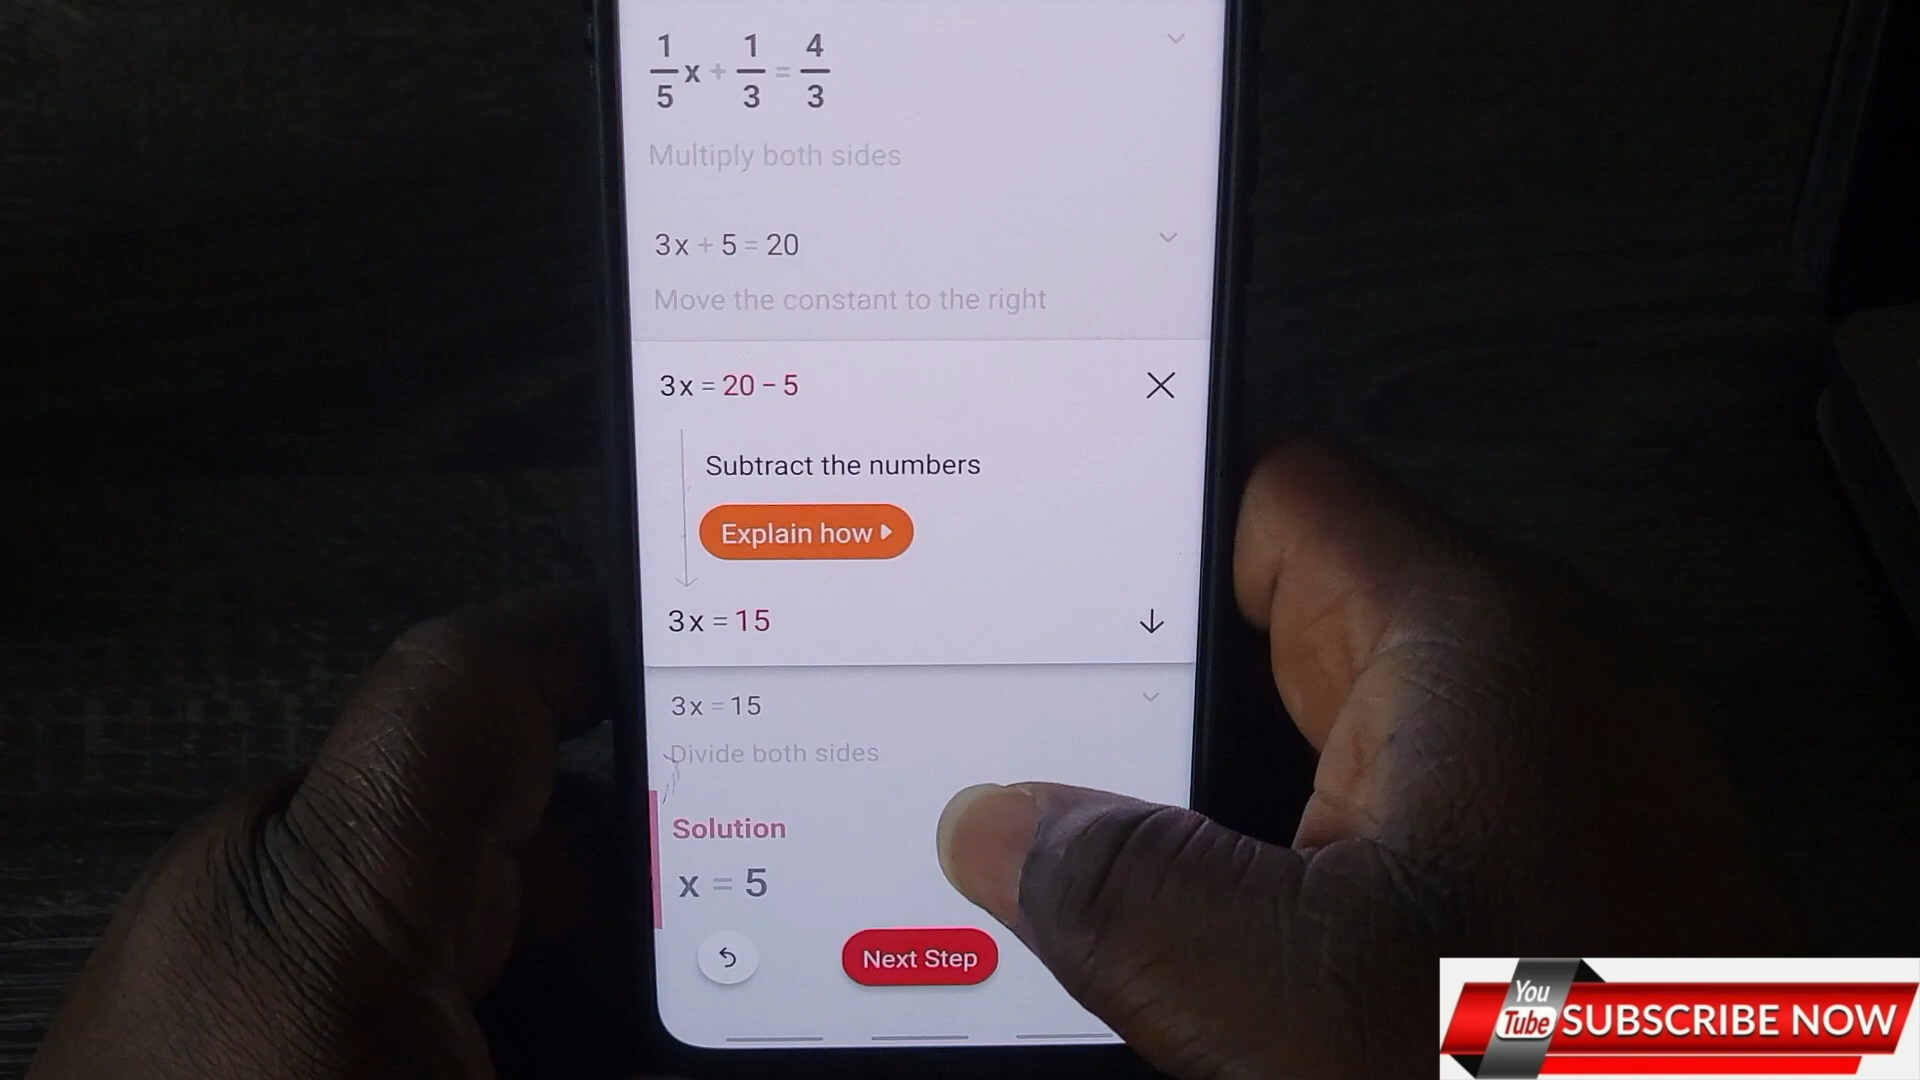 1/5 x + 1/3 = 4/3
Multiply both sides
3x + 5 = 20
Move the constant to the right
3x = 20 - 5
Subtract the numbers
Explain how
3x = 15
3x = 15
Divide both sides
Solution
x = 5
Next Step
You
Tube
SUBSCRIBE NOW